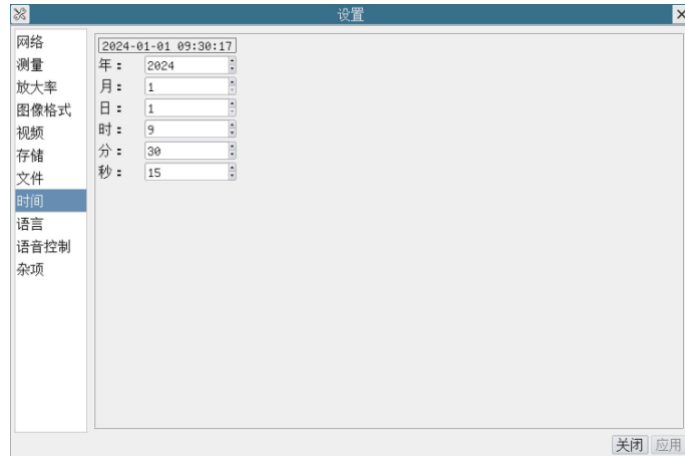 设置
网络
测量
放大率
图像格式
视频
存储
文件
时间
语言
语音控制
杂项
2024-01-01 09:30:17
年： 2024
月： 1
日： 1
时： 9
分： 30
秒： 15
关闭 应用